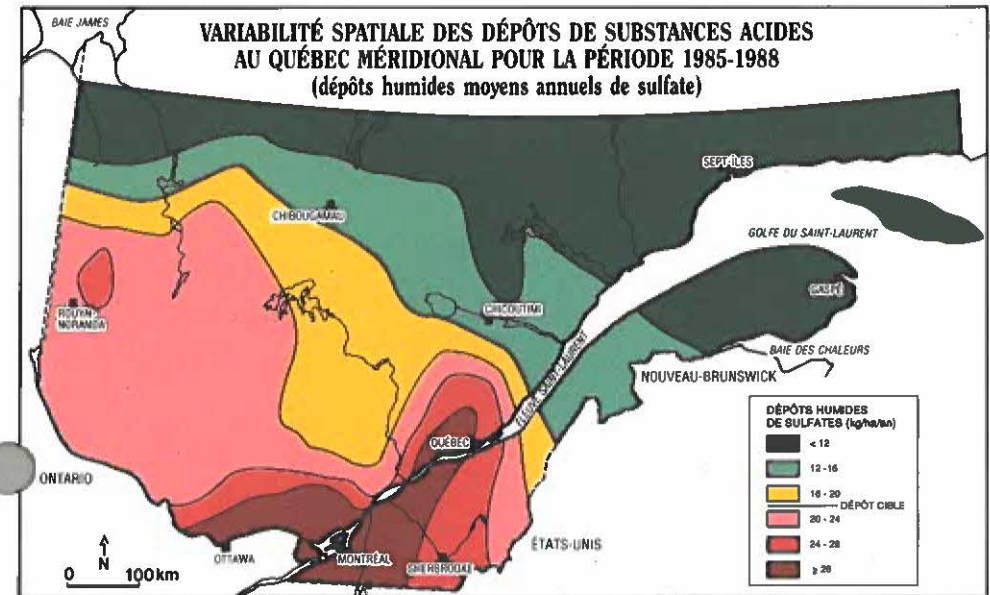 BAIE JAMES
VARIABILITÉ SPATIALE DES DÉPÔTS DE SUBSTANCES ACIDES
AU QUÉBEC MÉRIDIONAL POUR LA PÉRIODE 1985-1988
(dépôts humides moyens annuels de sulfate)
SEPT-ÎLES
CHIBOUGAMAU
GOLFE DU SAINT-LAURENT
GASPÉ
ROUYN-
NORANDA
CHICOUTIMI
BAIE DES CHALEURS
FLEUVE SAINT-LAURENT
NOUVEAU-BRUNSWICK
QUÉBEC
ONTARIO
ÉTATS-UNIS
OTTAWA
MONTRÉAL
SHERBROOKE
N
0 100 km
DÉPÔTS HUMIDES
DE SULFATES (kg/ha/an)
< 12
12 - 16
16 - 20
DÉPÔT CIBLE
20 - 24
24 - 28
≥ 28